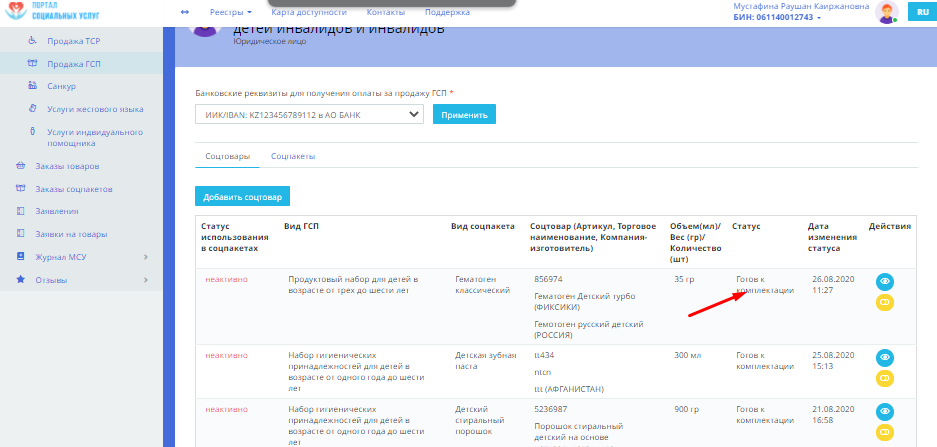 ПОРТАЛ
СОЦИАЛЬНЫХ УСЛУГ
Реестры
Карта доступности
Контакты
Поддержка
Мустафина Раушан Каиржановна
БИН: 061140012743
RU
Продажа ТСР
Продажа ГСП
Санкур
Услуги жестового языка
Услуги индвидуального
помощника
Заказы товаров
Заказы соцпакетов
Заявления
Заявки на товары
Журнал МСУ
Отзывы
детей инвалидов и инвалидов
Юридическое лицо
Банковские реквизиты для получения оплаты за продажу ГСП *
ИИК/IBAN: KZ123456789112 в АО БАНК
Применить
Соцтовары
Соцпакеты
Добавить соцтовар
Статус
использования
в соцпакетах
Вид ГСП
Вид соцпакета
Соцтовар (Артикул, Торговое
наименование, Компания-
изготовитель)
Объем(мл)/
Вес (гр)/
Количество
(шт)
Статус
Дата
изменения
статуса
Действия
неактивно
Продуктовый набор для детей в
возрасте от трех до шести лет
Гематоген
классический
856974
Гематоген Детский турбо
(ФИКСИКИ)
Гемотоген русский детский
(РОССИЯ)
35 гр
Готов к
комплектации
26.08.2020
11:27
неактивно
Набор гигиенических
принадлежностей для детей в
возрасте от одного года до шести
лет
Детская зубная
паста
tt434
ntcn
ttt (АФГАНИСТАН)
300 мл
Готов к
комплектации
25.08.2020
15:13
неактивно
Набор гигиенических
принадлежностей для детей в
возрасте от одного года до шести
лет
Детский
стиральный
порошок
5236987
Порошок стиральный
детский на основе
900 гр
Готов к
комплектации
21.08.2020
16:58